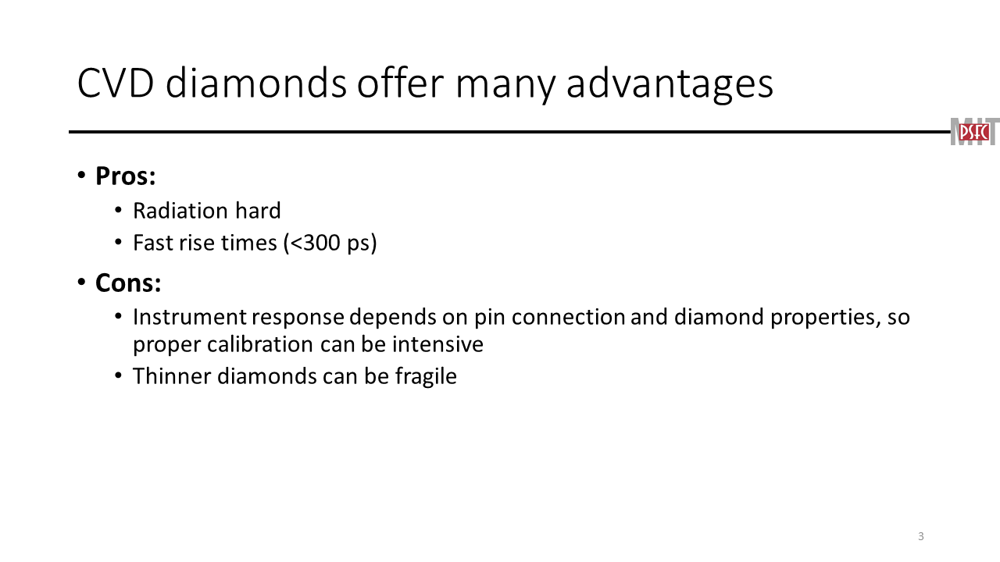 CVD diamonds offer many advantages
MIT
PSFC
• Pros:
• Radiation hard
• Fast rise times (<300 ps)
• Cons:
• Instrument response depends on pin connection and diamond properties, so
proper calibration can be intensive
• Thinner diamonds can be fragile
3